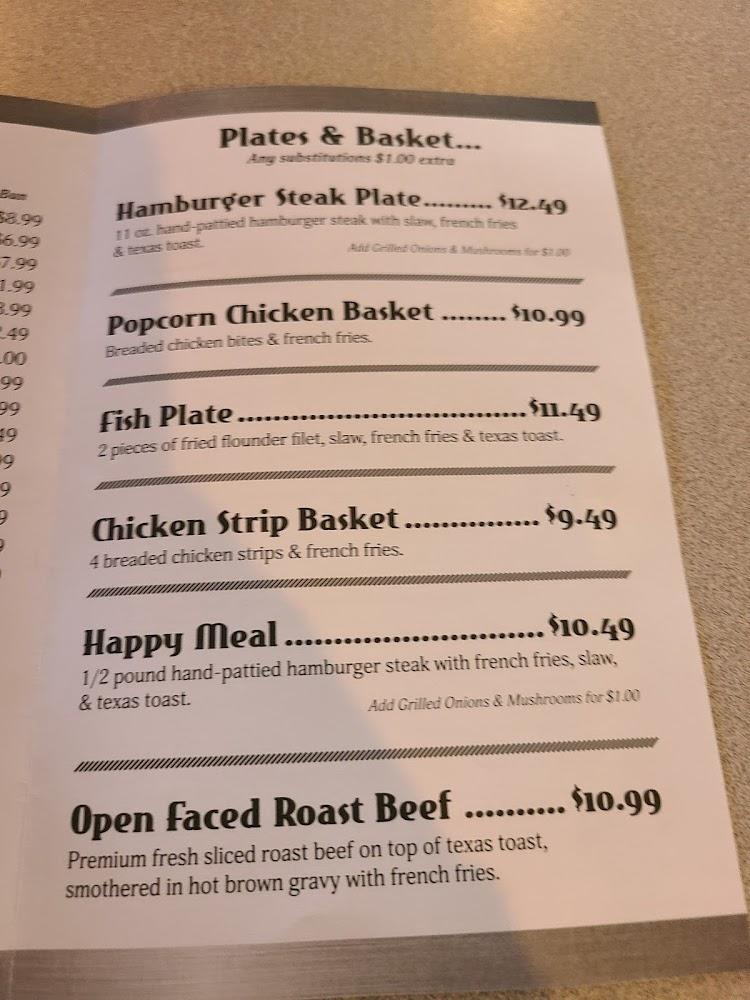 Plates & Basket...
Any substitutions $1.00 extra
Hamburger Steak Plate......... $12.49
11 oz. hand-pattied hamburger steak with slaw, french fries
& texas toast.
Add Grilled Onions & Mushrooms for $1.00
Popcorn Chicken Basket ........ $10.99
Breaded chicken bites & french fries.
Fish Plate................................$11.49
2 pieces of fried flounder filet, slaw, french fries & texas toast.
Chicken Strip Basket............... $9.49
4 breaded chicken strips & french fries.
Happy Meal ........................... $10.49
1/2 pound hand-pattied hamburger steak with french fries, slaw,
& texas toast.
Add Grilled Onions & Mushrooms for $1.00
Open Faced Roast Beef .......... $10.99
Premium fresh sliced roast beef on top of texas toast,
smothered in hot brown gravy with french fries.